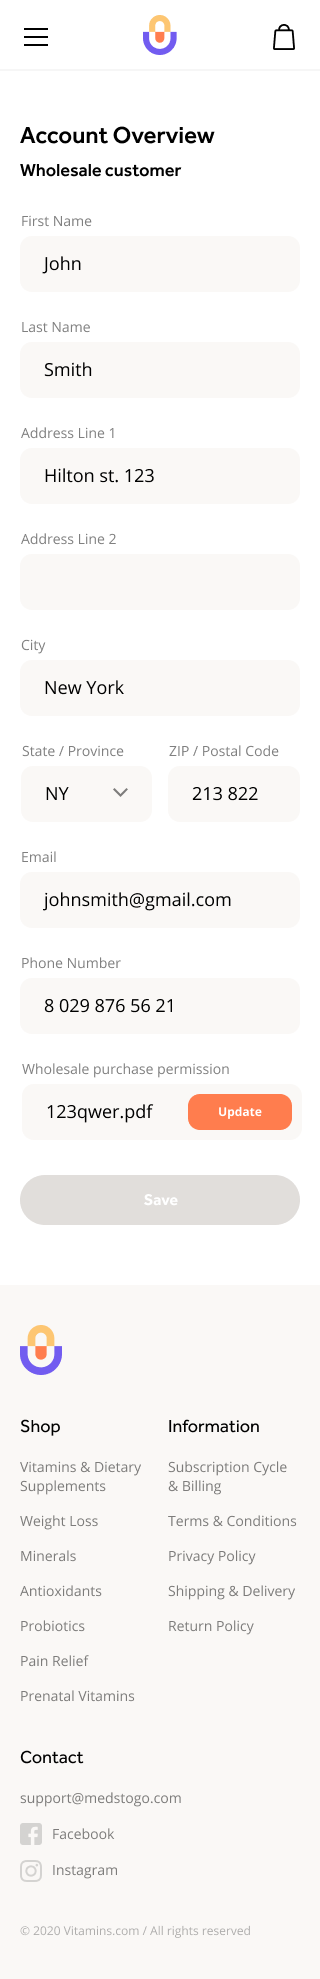 Account Overview
Wholesale customer
First Name
John
Last Name
Smith
Address Line 1
Hilton st. 123
Address Line 2
City
New York
State / Province
NY
ZIP / Postal Code
213 822
Email
johnsmith@gmail.com
Phone Number
8 029 876 56 21
Wholesale purchase permission
123qwer.pdf
Update
Save
Shop
Vitamins & Dietary
Supplements
Weight Loss
Minerals
Antioxidants
Probiotics
Pain Relief
Prenatal Vitamins
Information
Subscription Cycle
& Billing
Terms & Conditions
Privacy Policy
Shipping & Delivery
Return Policy
Contact
support@medstogo.com
Facebook
Instagram
© 2020 Vitamins.com / All rights reserved